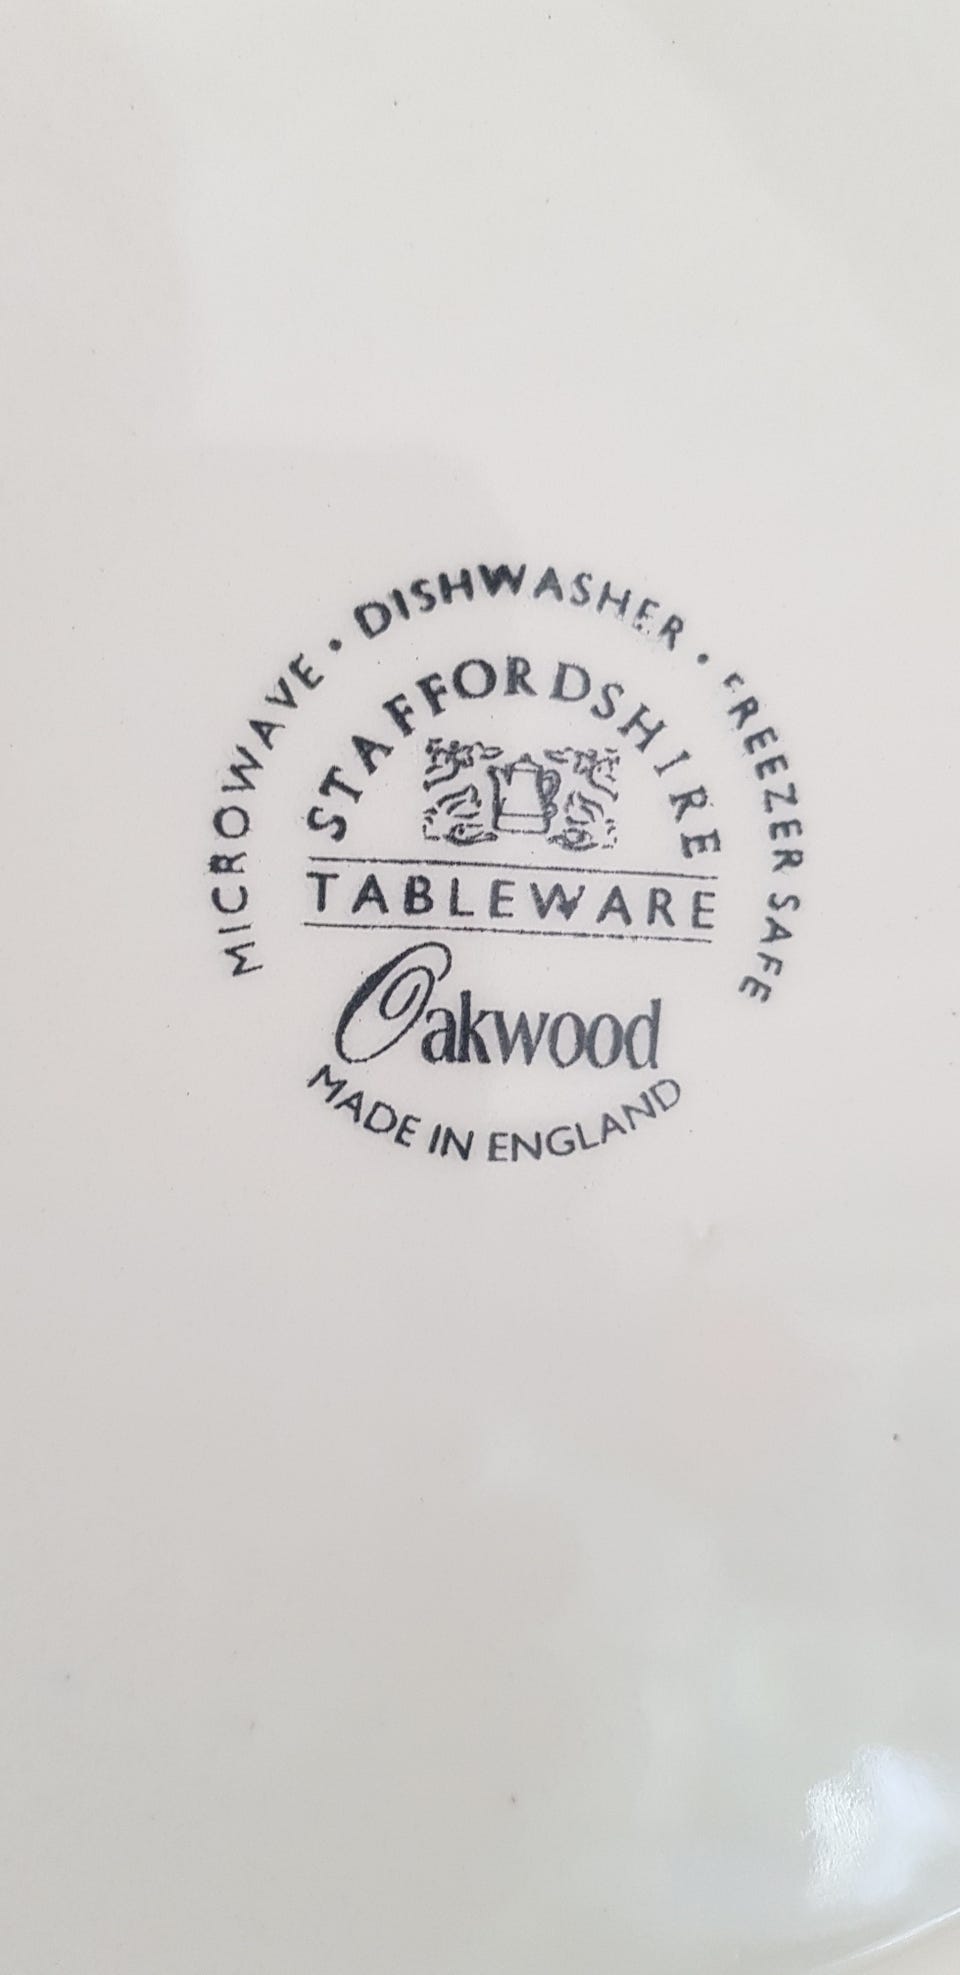 MICROWAVE • DISHWASHER • FREEZER SAFE
STAFFORDSHIRE
TABLEWARE
Oakwood
MADE IN ENGLAND